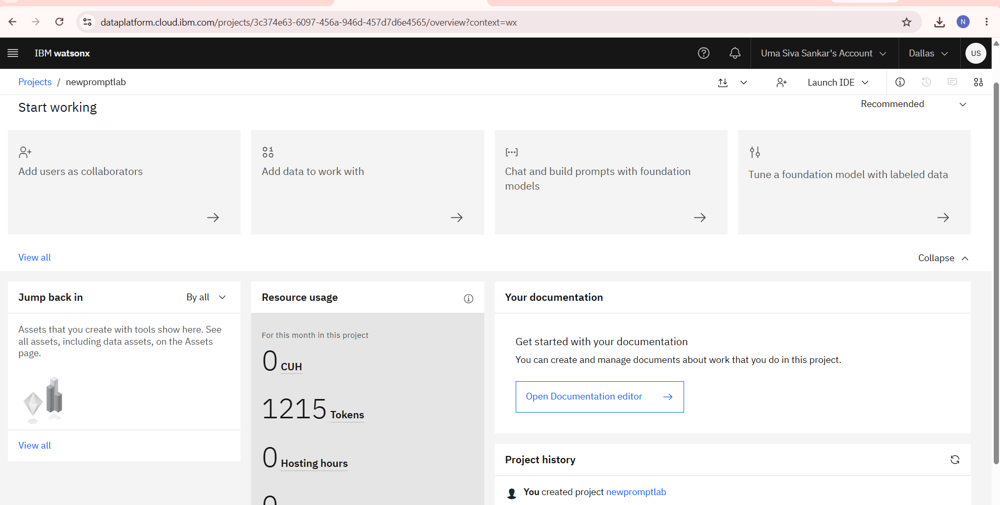 dataplatform.cloud.ibm.com/projects/3c374e63-6097-456a-946d-457d7d6e4565/overview?context=wx
N
IBM watsonx
Uma Siva Sankar's Account
Dallas
US
Projects / newpromptlab
Launch IDE
Start working
Recommended
Add users as collaborators
Add data to work with
Chat and build prompts with foundation
models
Tune a foundation model with labeled data
View all
Collapse
Jump back in
By all
Assets that you create with tools show here. See
all assets, including data assets, on the Assets
page.
View all
Resource usage
For this month in this project
0 CUH
1215 Tokens
0 Hosting hours
Your documentation
Get started with your documentation
You can create and manage documents about work that you do in this project.
Open Documentation editor
Project history
You created project newpromptlab